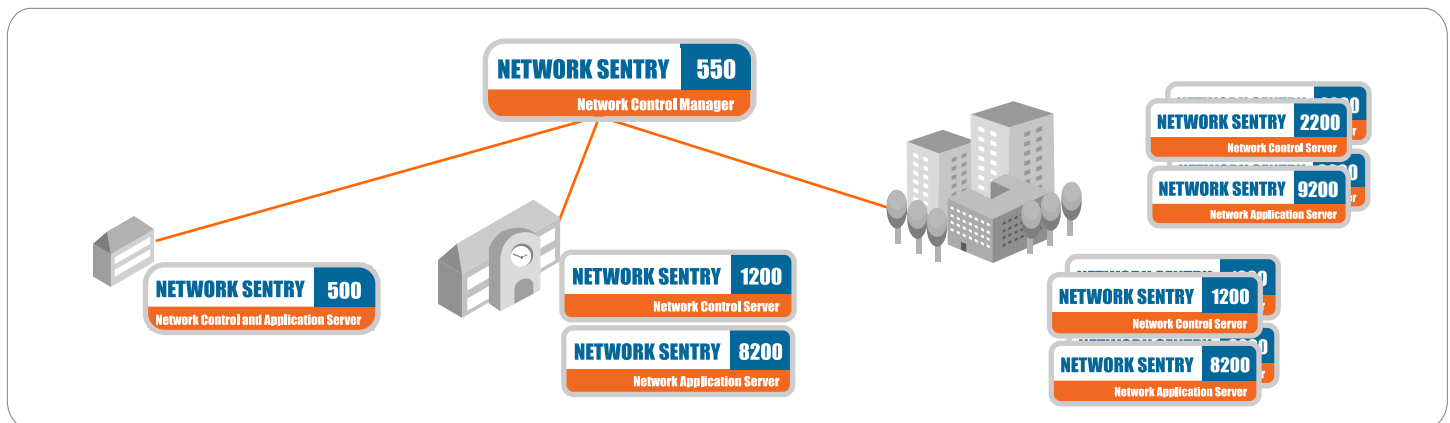 NETWORK SENTRY 550
Network Control Manager
NETWORK SENTRY 500
Network Control and Application Server
NETWORK SENTRY 1200
Network Control Server
NETWORK SENTRY 8200
Network Application Server
NETWORK SENTRY 2200
Network Control Server
NETWORK SENTRY 9200
Network Application Server
NETWORK SENTRY 1200
Network Control Server
NETWORK SENTRY 8200
Network Application Server